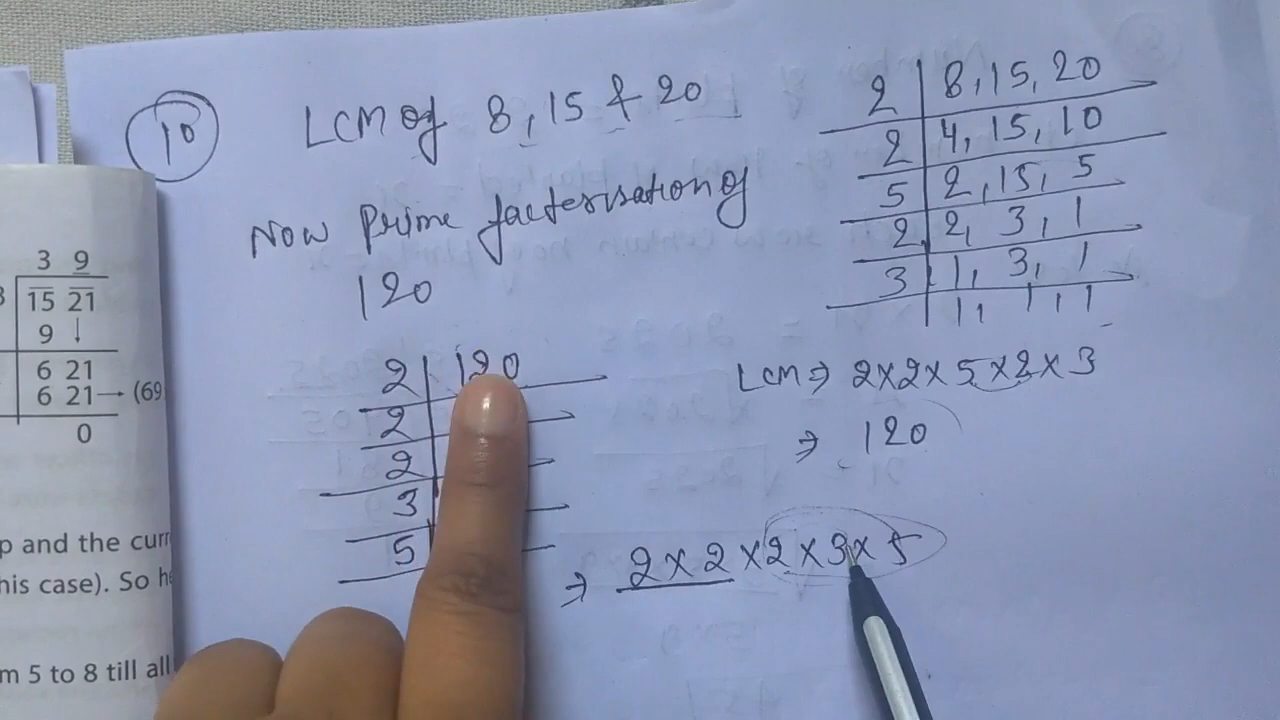 10
LCM of 8, 15 & 20
Now Prime factorisation of
120
2 | 120
2
2
3
5
2 | 8, 15, 20
2 | 4, 15, 10
5 | 2, 15, 5
2 | 2, 3, 1
3 | 1, 3, 1
1, 1, 1
LCM ⇒ 2×2×5×2×3
⇒ 120
⇒ 2×2×2×3×5
3 9
15 21
9 ↓
6 21
6 21 → (69
0
p and the curr
his case). So he
m 5 to 8 till all